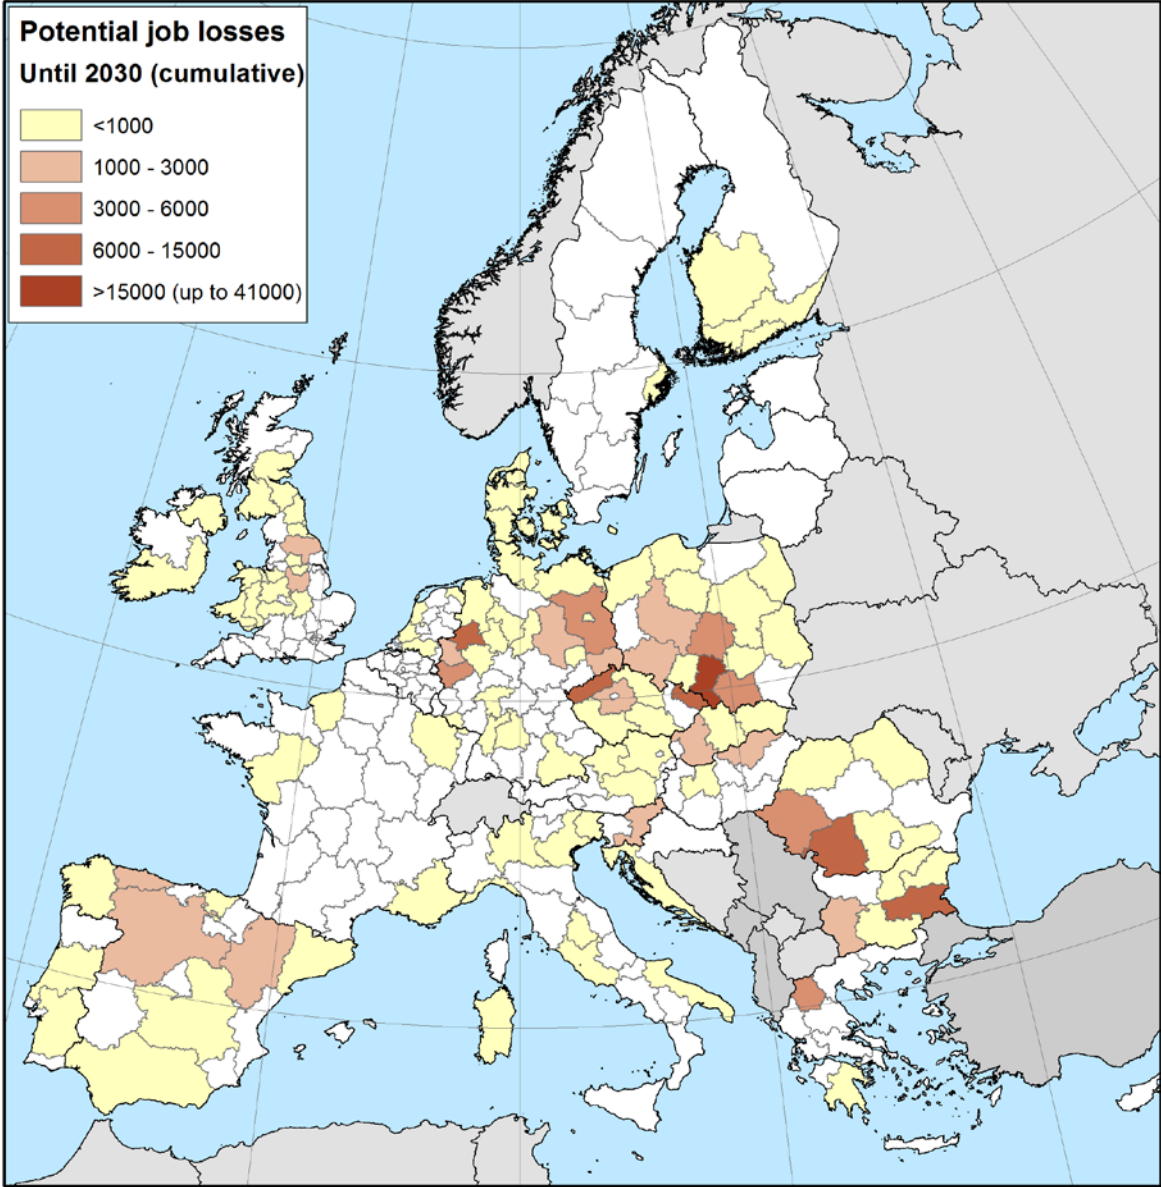 Potential job losses
Until 2030 (cumulative)
<1000
1000 - 3000
3000 - 6000
6000 - 15000
>15000 (up to 41000)